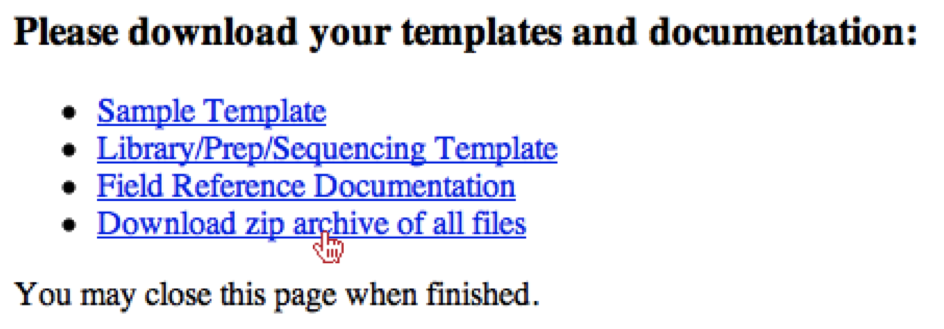 Please download your templates and documentation:
Sample Template
Library/Prep/Sequencing Template
Field Reference Documentation
Download zip archive of all files
You may close this page when finished.